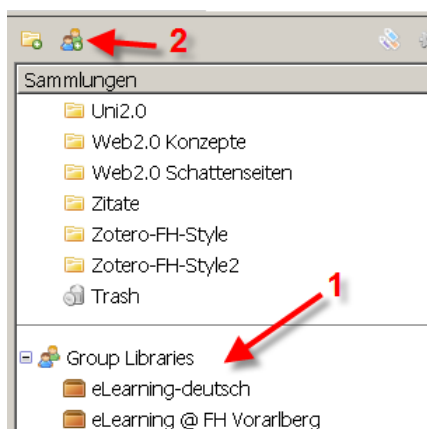 2
Sammlungen
Uni2.0
Web2.0 Konzepte
Web2.0 Schattenseiten
Zitate
Zotero-FH-Style
Zotero-FH-Style2
Trash
1
Group Libraries
eLearning-deutsch
eLearning @ FH Vorarlberg